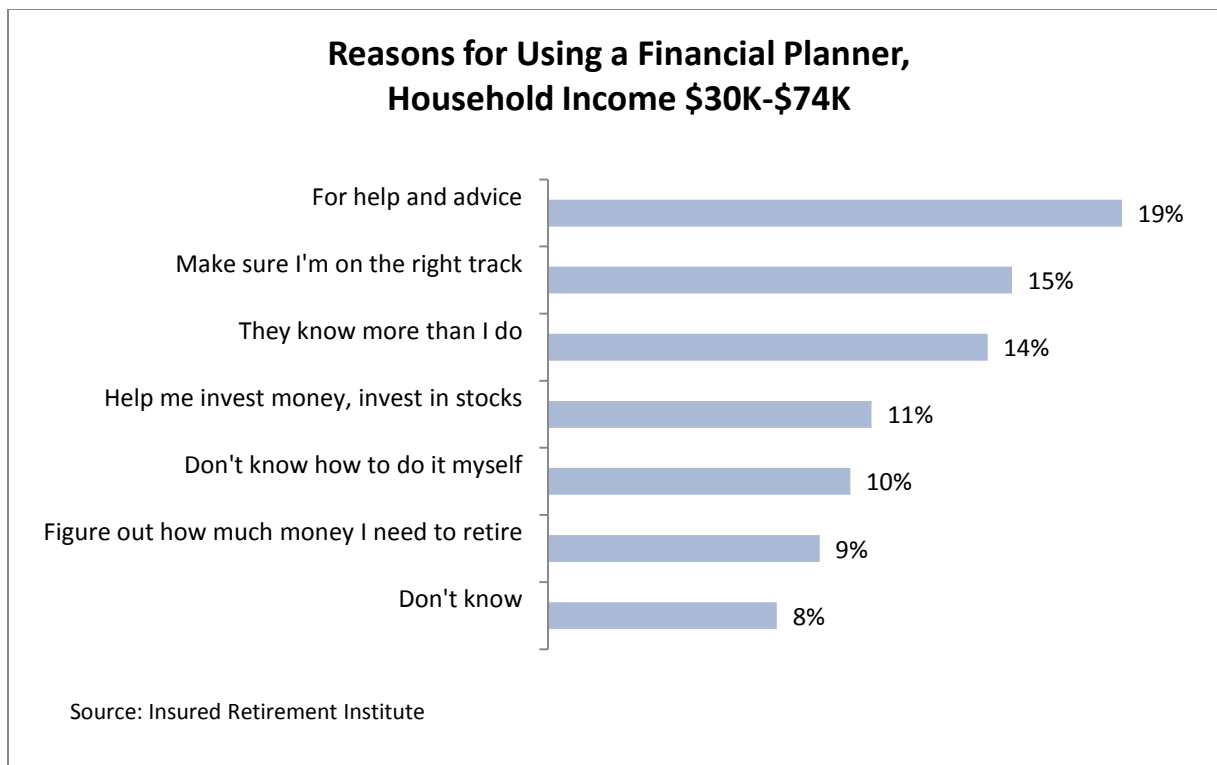 Reasons for Using a Financial Planner,
Household Income $30K-$74K
For help and advice
19%
Make sure I'm on the right track
15%
They know more than I do
14%
Help me invest money, invest in stocks
11%
Don't know how to do it myself
10%
Figure out how much money I need to retire
9%
Don't know
8%
Source: Insured Retirement Institute